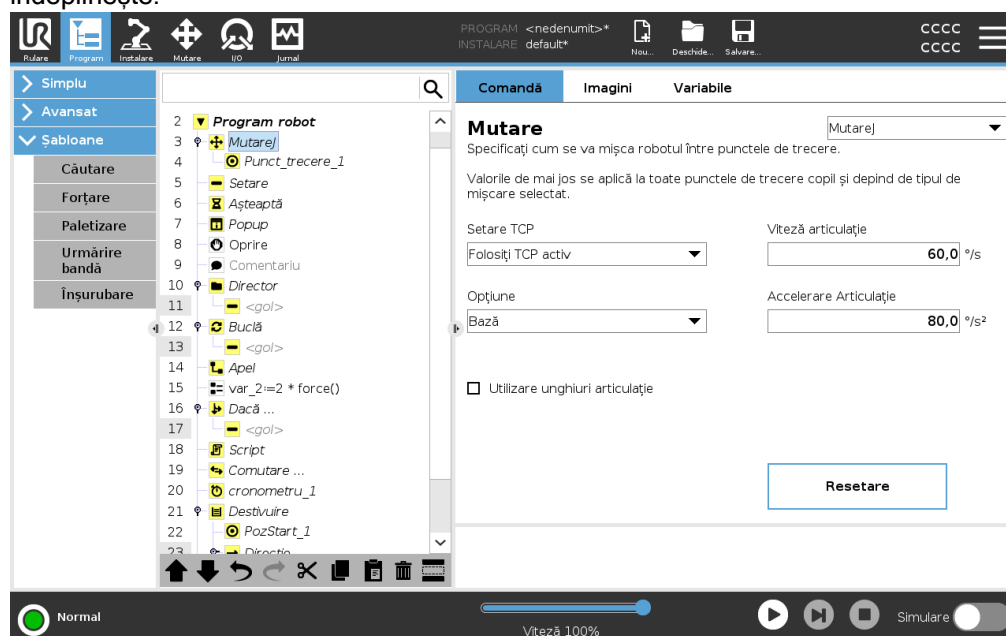 îndeplinește.
Rulare
Program
Instalare
Mutare
I/O
Jurnal
PROGRAM <nedenumit>*
INSTALARE default*
Nou...
Deschide...
Salvare...
cccc
cccc
Simplu
Avansat
Șabloane
Căutare
Forțare
Paletizare
Urmărire
bandă
Înșurubare
2 Program robot
3 MutareJ
4 Punct_trecere_1
5 Setare
6 Așteaptă
7 Popup
8 Oprire
9 Comentariu
10 Director
11 <gol>
12 Buclă
13 <gol>
14 Apel
15 var_2:=2 * force()
16 Dacă ...
17 <gol>
18 Script
19 Comutare ...
20 cronometru_1
21 Destivuire
22 PozStart_1
23 Direcție
Comandă
Imagini
Variabile
Mutare
MutareJ
Specificați cum se va mișca robotul între punctele de trecere.
Valorile de mai jos se aplică la toate punctele de trecere copil și depind de tipul de
mișcare selectat.
Setare TCP
Viteză articulație
Folosiți TCP activ
60,0 °/s
Opțiune
Accelerare Articulație
Bază
80,0 °/s²
Utilizare unghiuri articulație
Resetare
Normal
Viteză 100%
Simulare